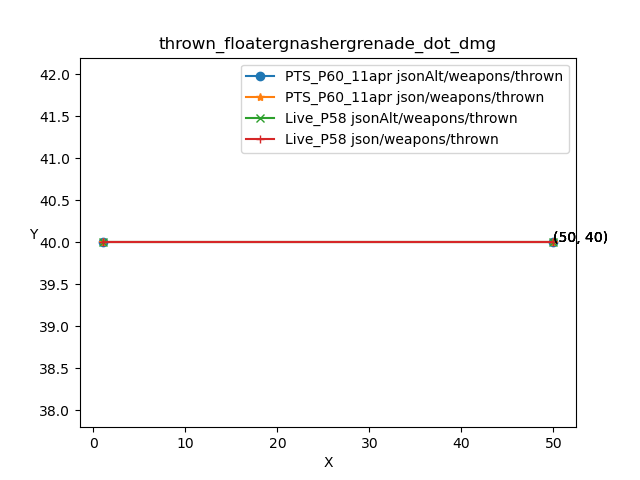 thrown_floatergnashergrenade_dot_dmg
PTS_P60_11apr jsonAlt/weapons/thrown
PTS_P60_11apr json/weapons/thrown
Live_P58 jsonAlt/weapons/thrown
Live_P58 json/weapons/thrown
42.0
41.5
41.0
40.5
40.0
39.5
39.0
38.5
38.0
Y
(50, 40)
0
10
20
30
40
50
X